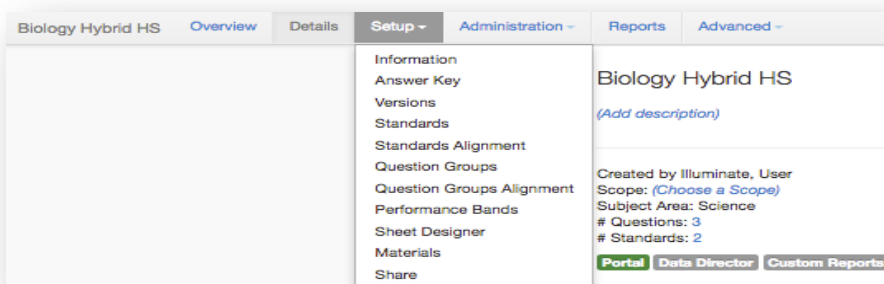 Biology Hybrid HS Overview Details Setup Administration Reports Advanced
Information
Answer Key
Versions
Standards
Standards Alignment
Question Groups
Question Groups Alignment
Performance Bands
Sheet Designer
Materials
Share
Biology Hybrid HS
(Add description)
Created by Illuminate, User
Scope: (Choose a Scope)
Subject Area: Science
# Questions: 3
# Standards: 2
Portal Data Director Custom Reports